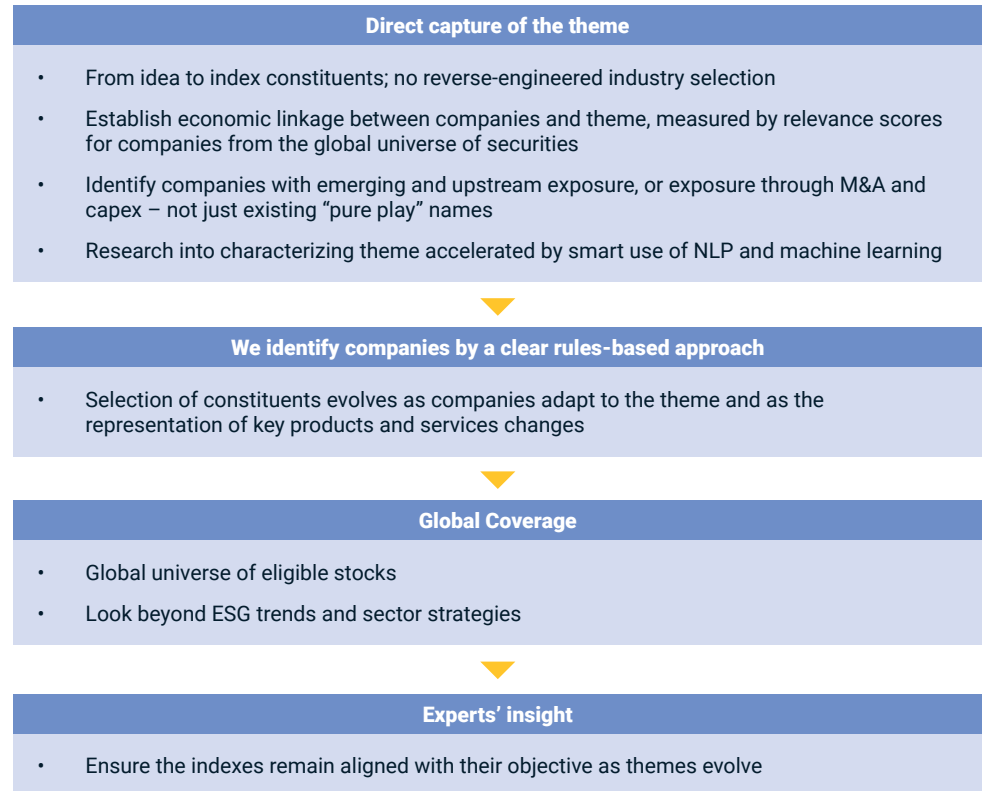 Direct capture of the theme
• From idea to index constituents; no reverse-engineered industry selection
• Establish economic linkage between companies and theme, measured by relevance scores
for companies from the global universe of securities
• Identify companies with emerging and upstream exposure, or exposure through M&A and
capex – not just existing “pure play” names
• Research into characterizing theme accelerated by smart use of NLP and machine learning
We identify companies by a clear rules-based approach
• Selection of constituents evolves as companies adapt to the theme and as the
representation of key products and services changes
Global Coverage
• Global universe of eligible stocks
• Look beyond ESG trends and sector strategies
Experts’ insight
• Ensure the indexes remain aligned with their objective as themes evolve